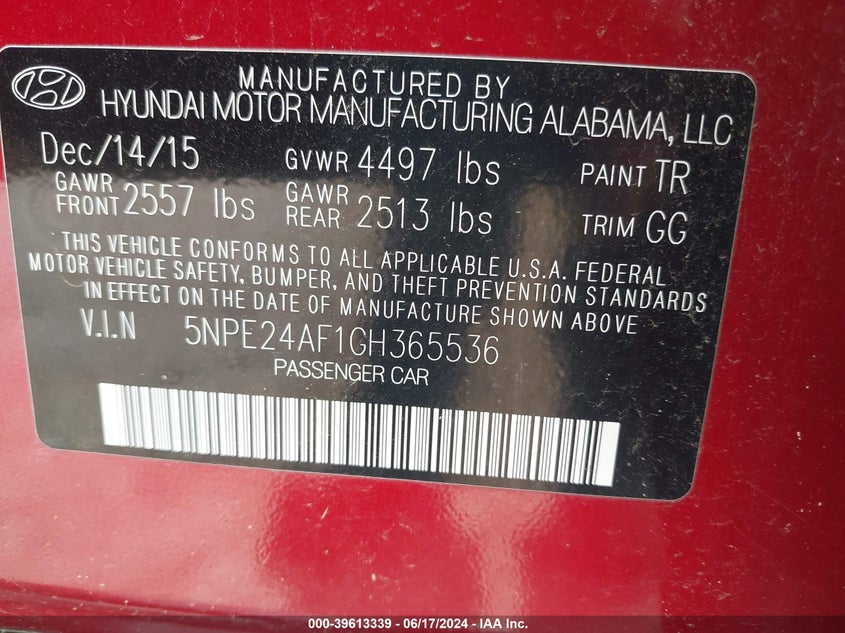 MANUFACTURED BY
HYUNDAI MOTOR MANUFACTURING ALABAMA, LLC
Dec/14/15 GVWR 4497 lbs PAINT TR
GAWR FRONT 2557 lbs GAWR REAR 2513 lbs TRIM GG
THIS VEHICLE CONFORMS TO ALL APPLICABLE U.S.A. FEDERAL
MOTOR VEHICLE SAFETY, BUMPER, AND THEFT PREVENTION STANDARDS
IN EFFECT ON THE DATE OF MANUFACTURE SHOWN ABOVE
V.I.N 5NPE24AF1GH365536
PASSENGER CAR
000-39613339 - 06/17/2024 - IAA Inc.